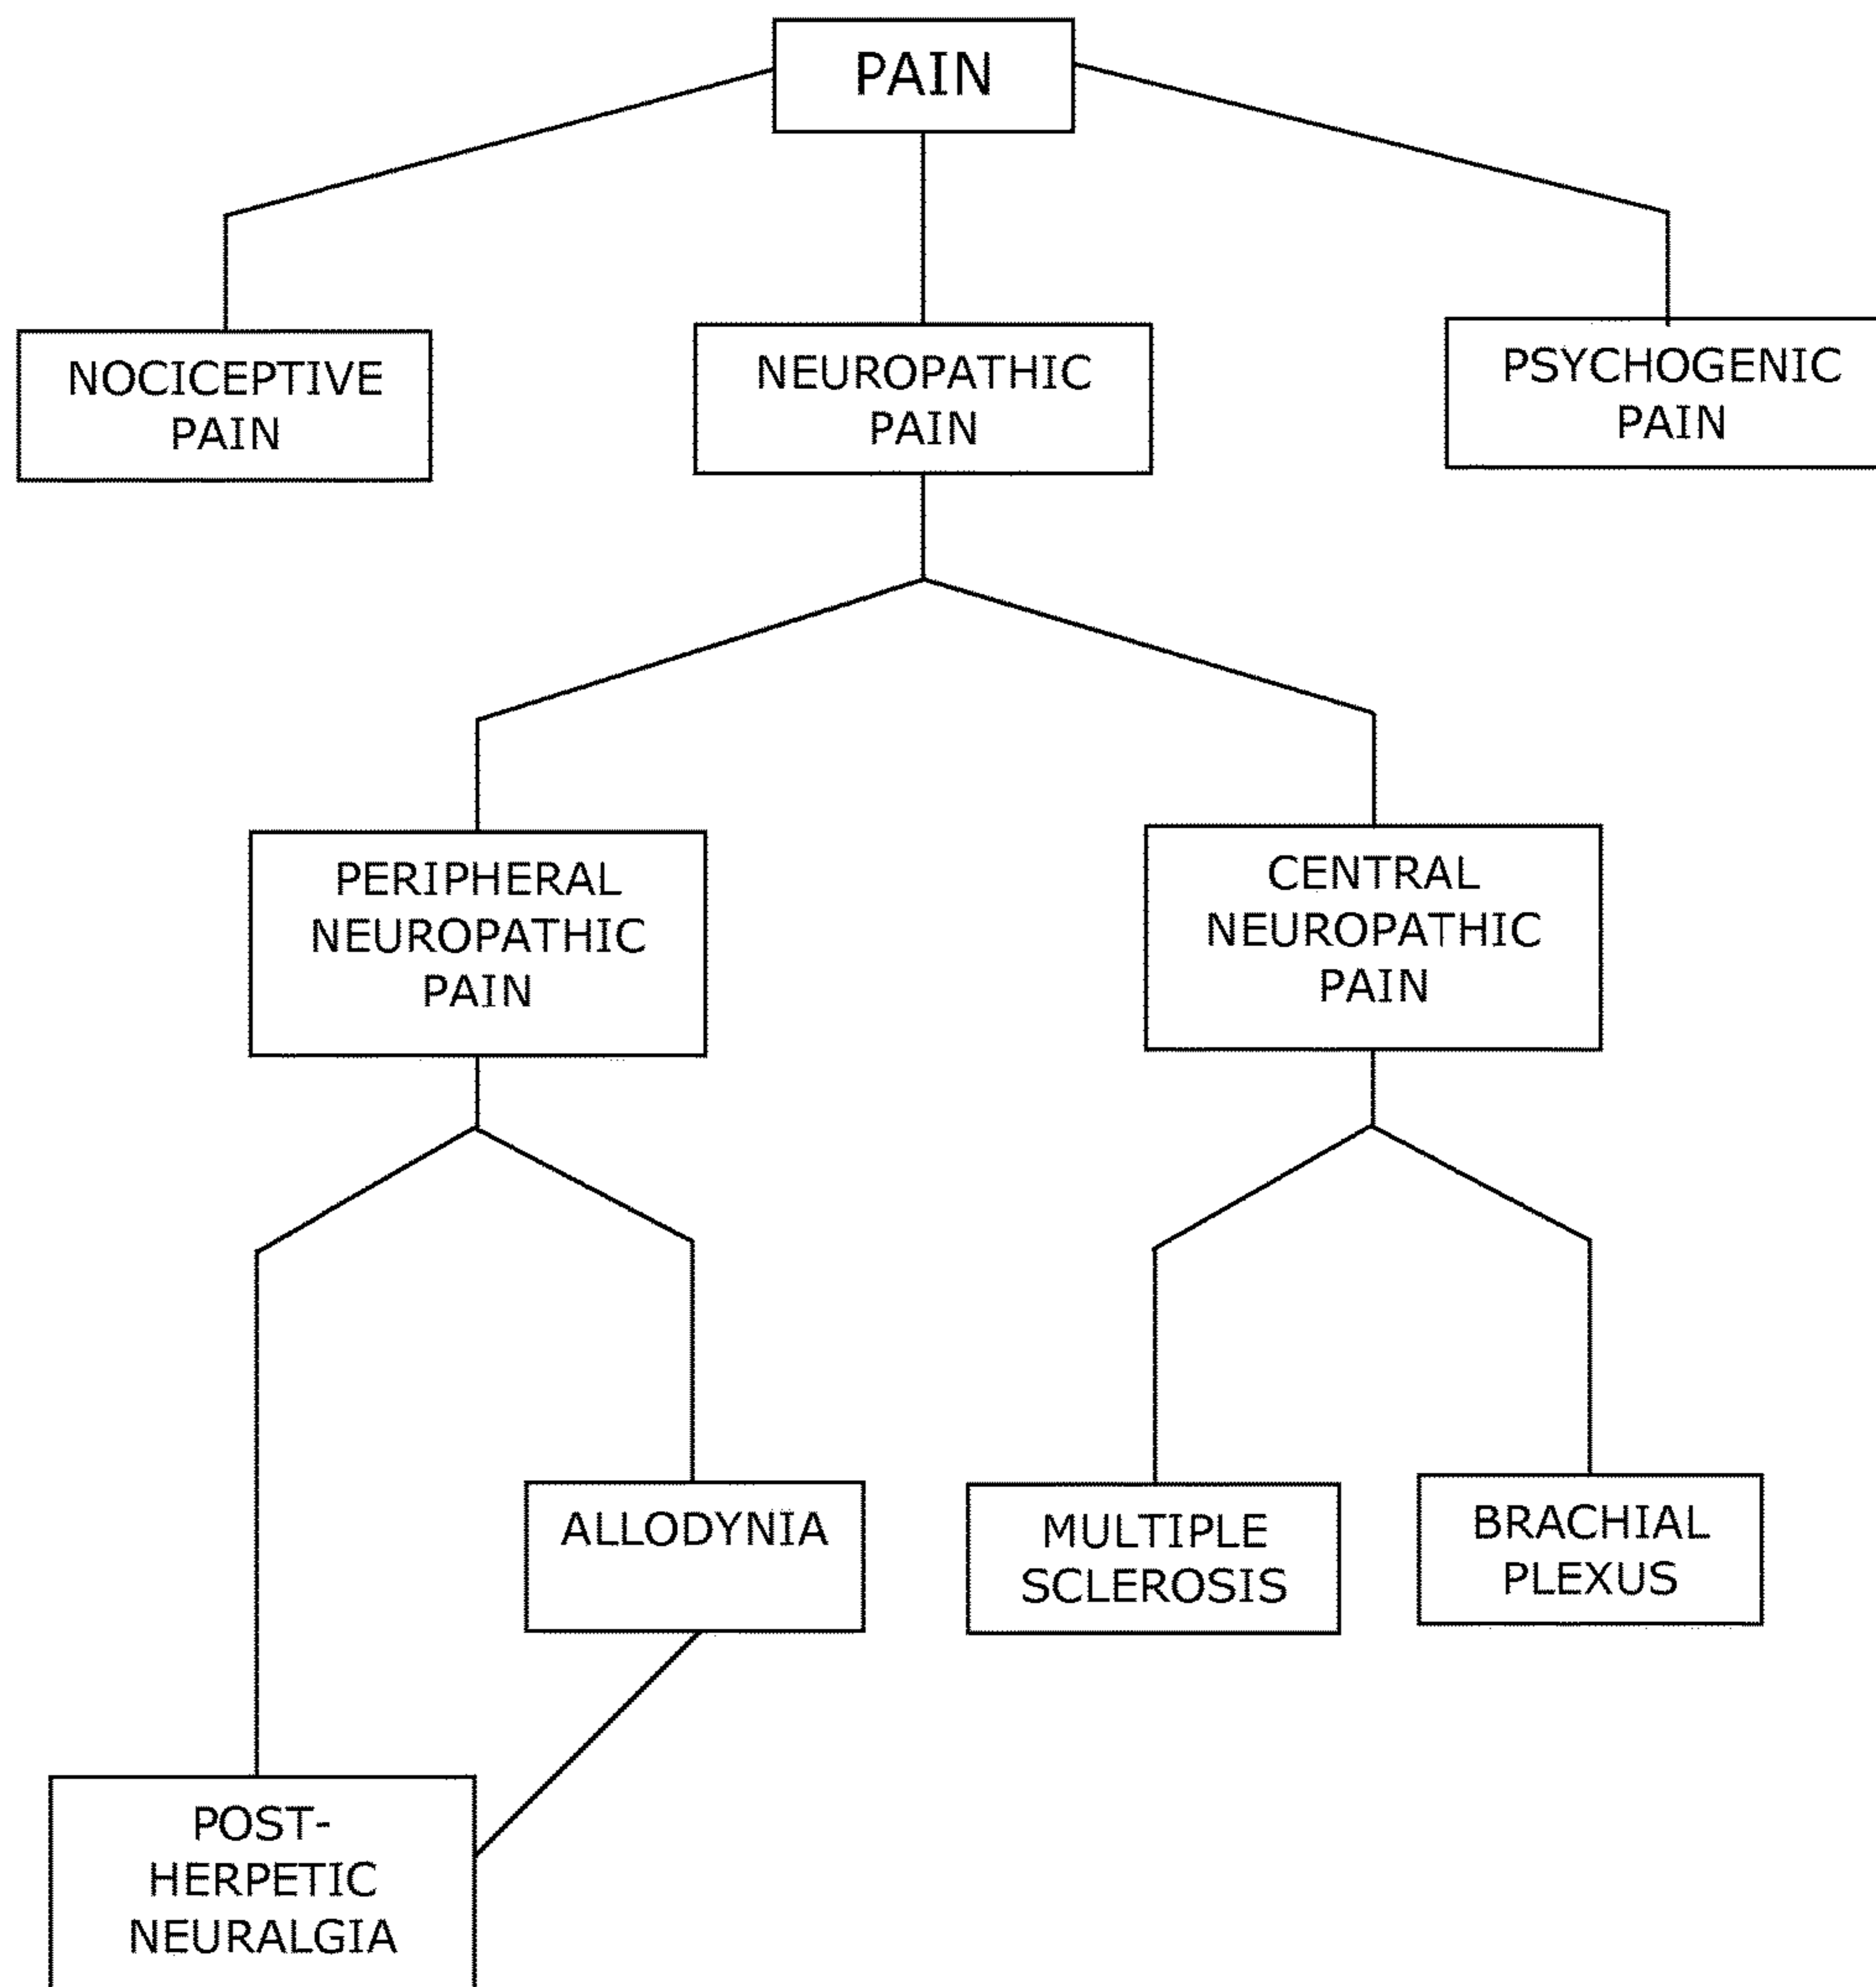 PAIN
NOCICEPTIVE
PAIN
NEUROPATHIC
PAIN
PSYCHOGENIC
PAIN
PERIPHERAL
NEUROPATHIC
PAIN
CENTRAL
NEUROPATHIC
PAIN
ALLODYNIA
MULTIPLE
SCLEROSIS
BRACHIAL
PLEXUS
POST-
HERPETIC
NEURALGIA